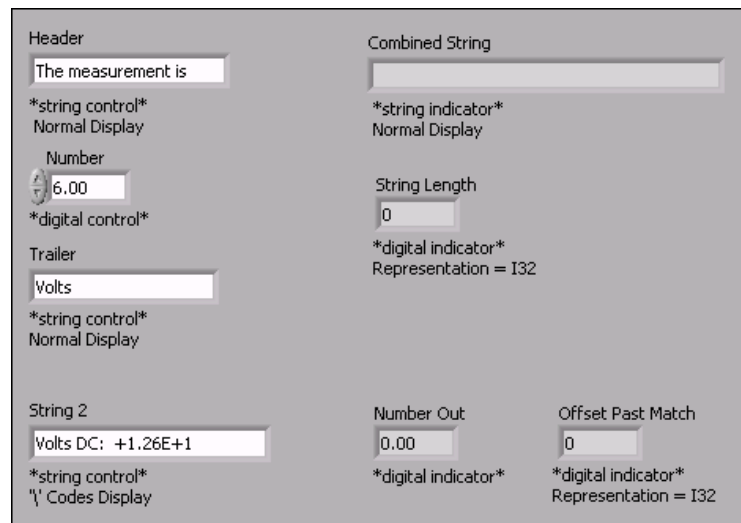 Header
The measurement is
*string control*
Normal Display
Number
6.00
*digital control*
Trailer
Volts
*string control*
Normal Display
Combined String
*string indicator*
Normal Display
String Length
0
*digital indicator*
Representation = I32
String 2
Volts DC:  +1.26E+1
*string control*
'\' Codes Display
Number Out
0.00
*digital indicator*
Offset Past Match
0
*digital indicator*
Representation = I32